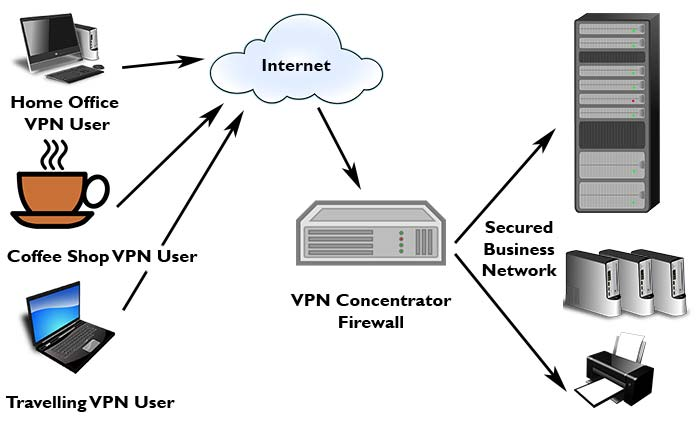 Internet
Home Office
VPN User
Coffee Shop VPN User
Travelling VPN User
VPN Concentrator
Firewall
Secured
Business
Network